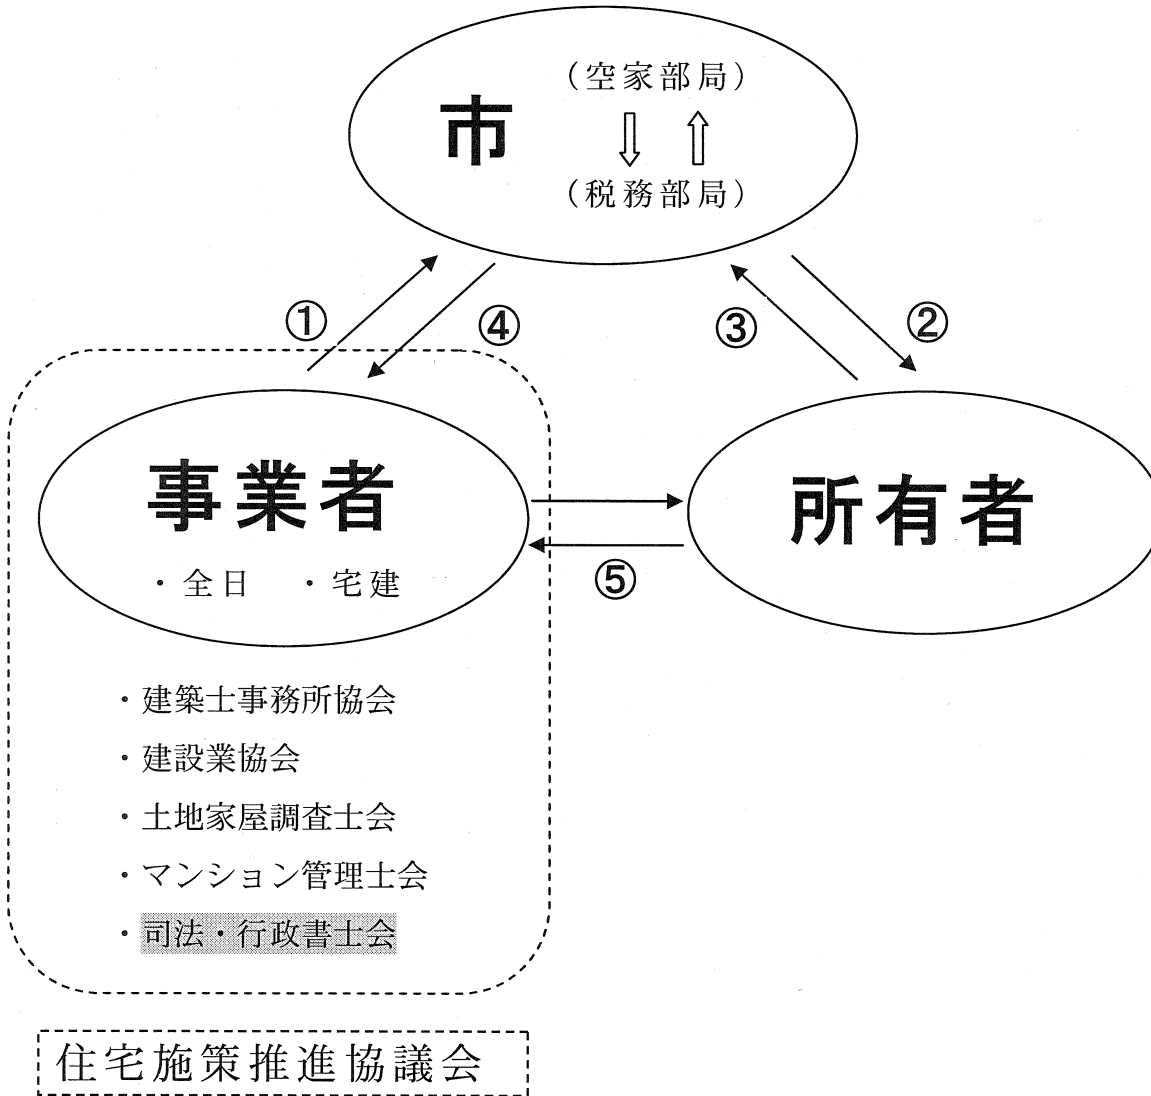 （空家部局）
市
（税務部局）
①
④
③
②
事業者
・全日　・宅建
所有者
⑤
・建築士事務所協会
・建設業協会
・土地家屋調査士会
・マンション管理士会
・司法・行政書士会
住宅施策推進協議会